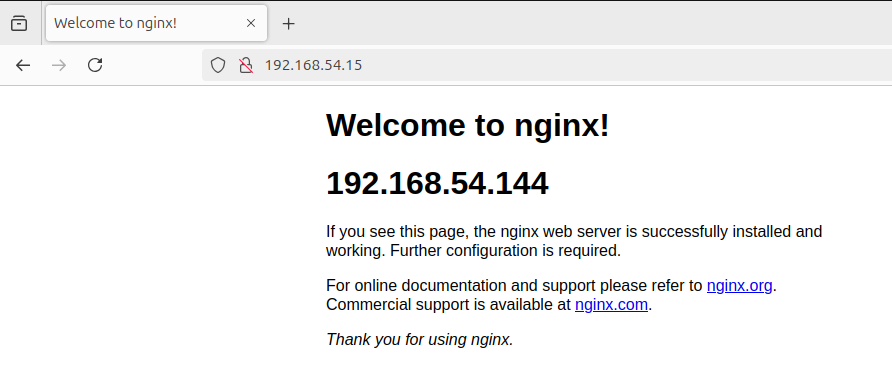 Welcome to nginx!
192.168.54.15
Welcome to nginx!
192.168.54.144
If you see this page, the nginx web server is successfully installed and
working. Further configuration is required.
For online documentation and support please refer to nginx.org.
Commercial support is available at nginx.com.
Thank you for using nginx.